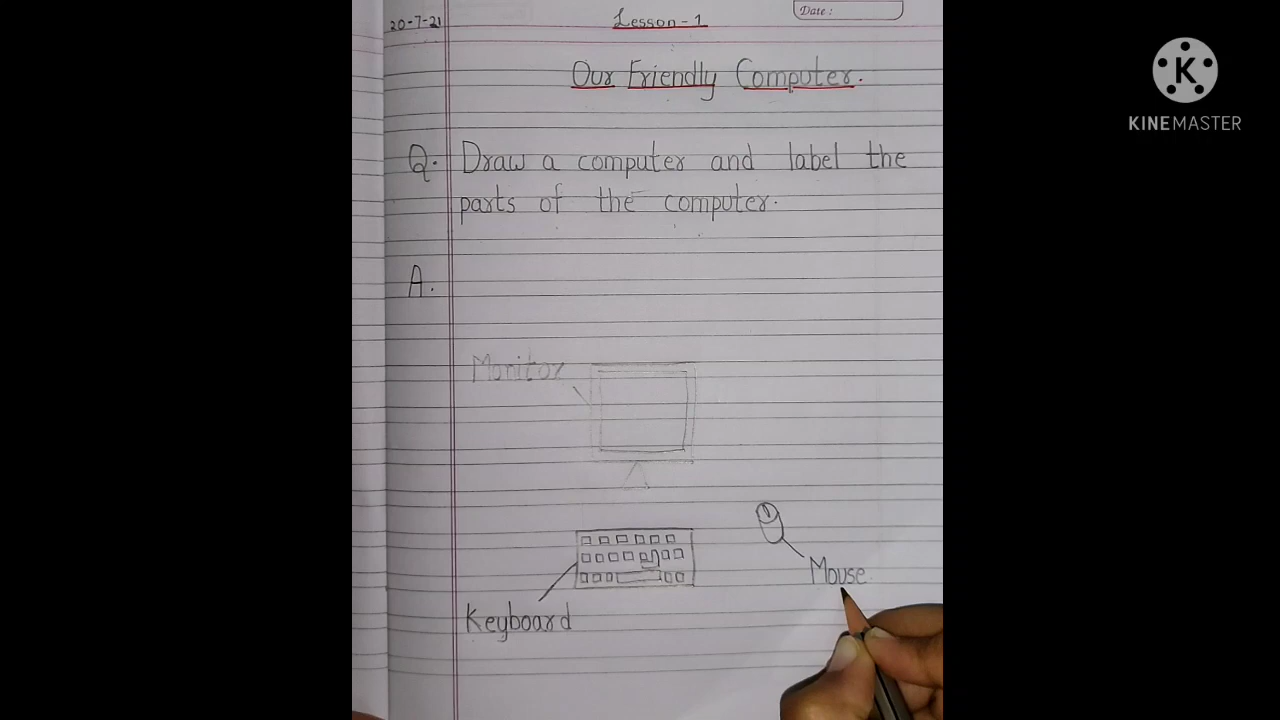 20-7-21
Lesson-1
Date :
Our Friendly Computer.
Q. Draw a computer and label the
parts of the computer.
A.
Monitor
Mouse
Keyboard
KINEMASTER